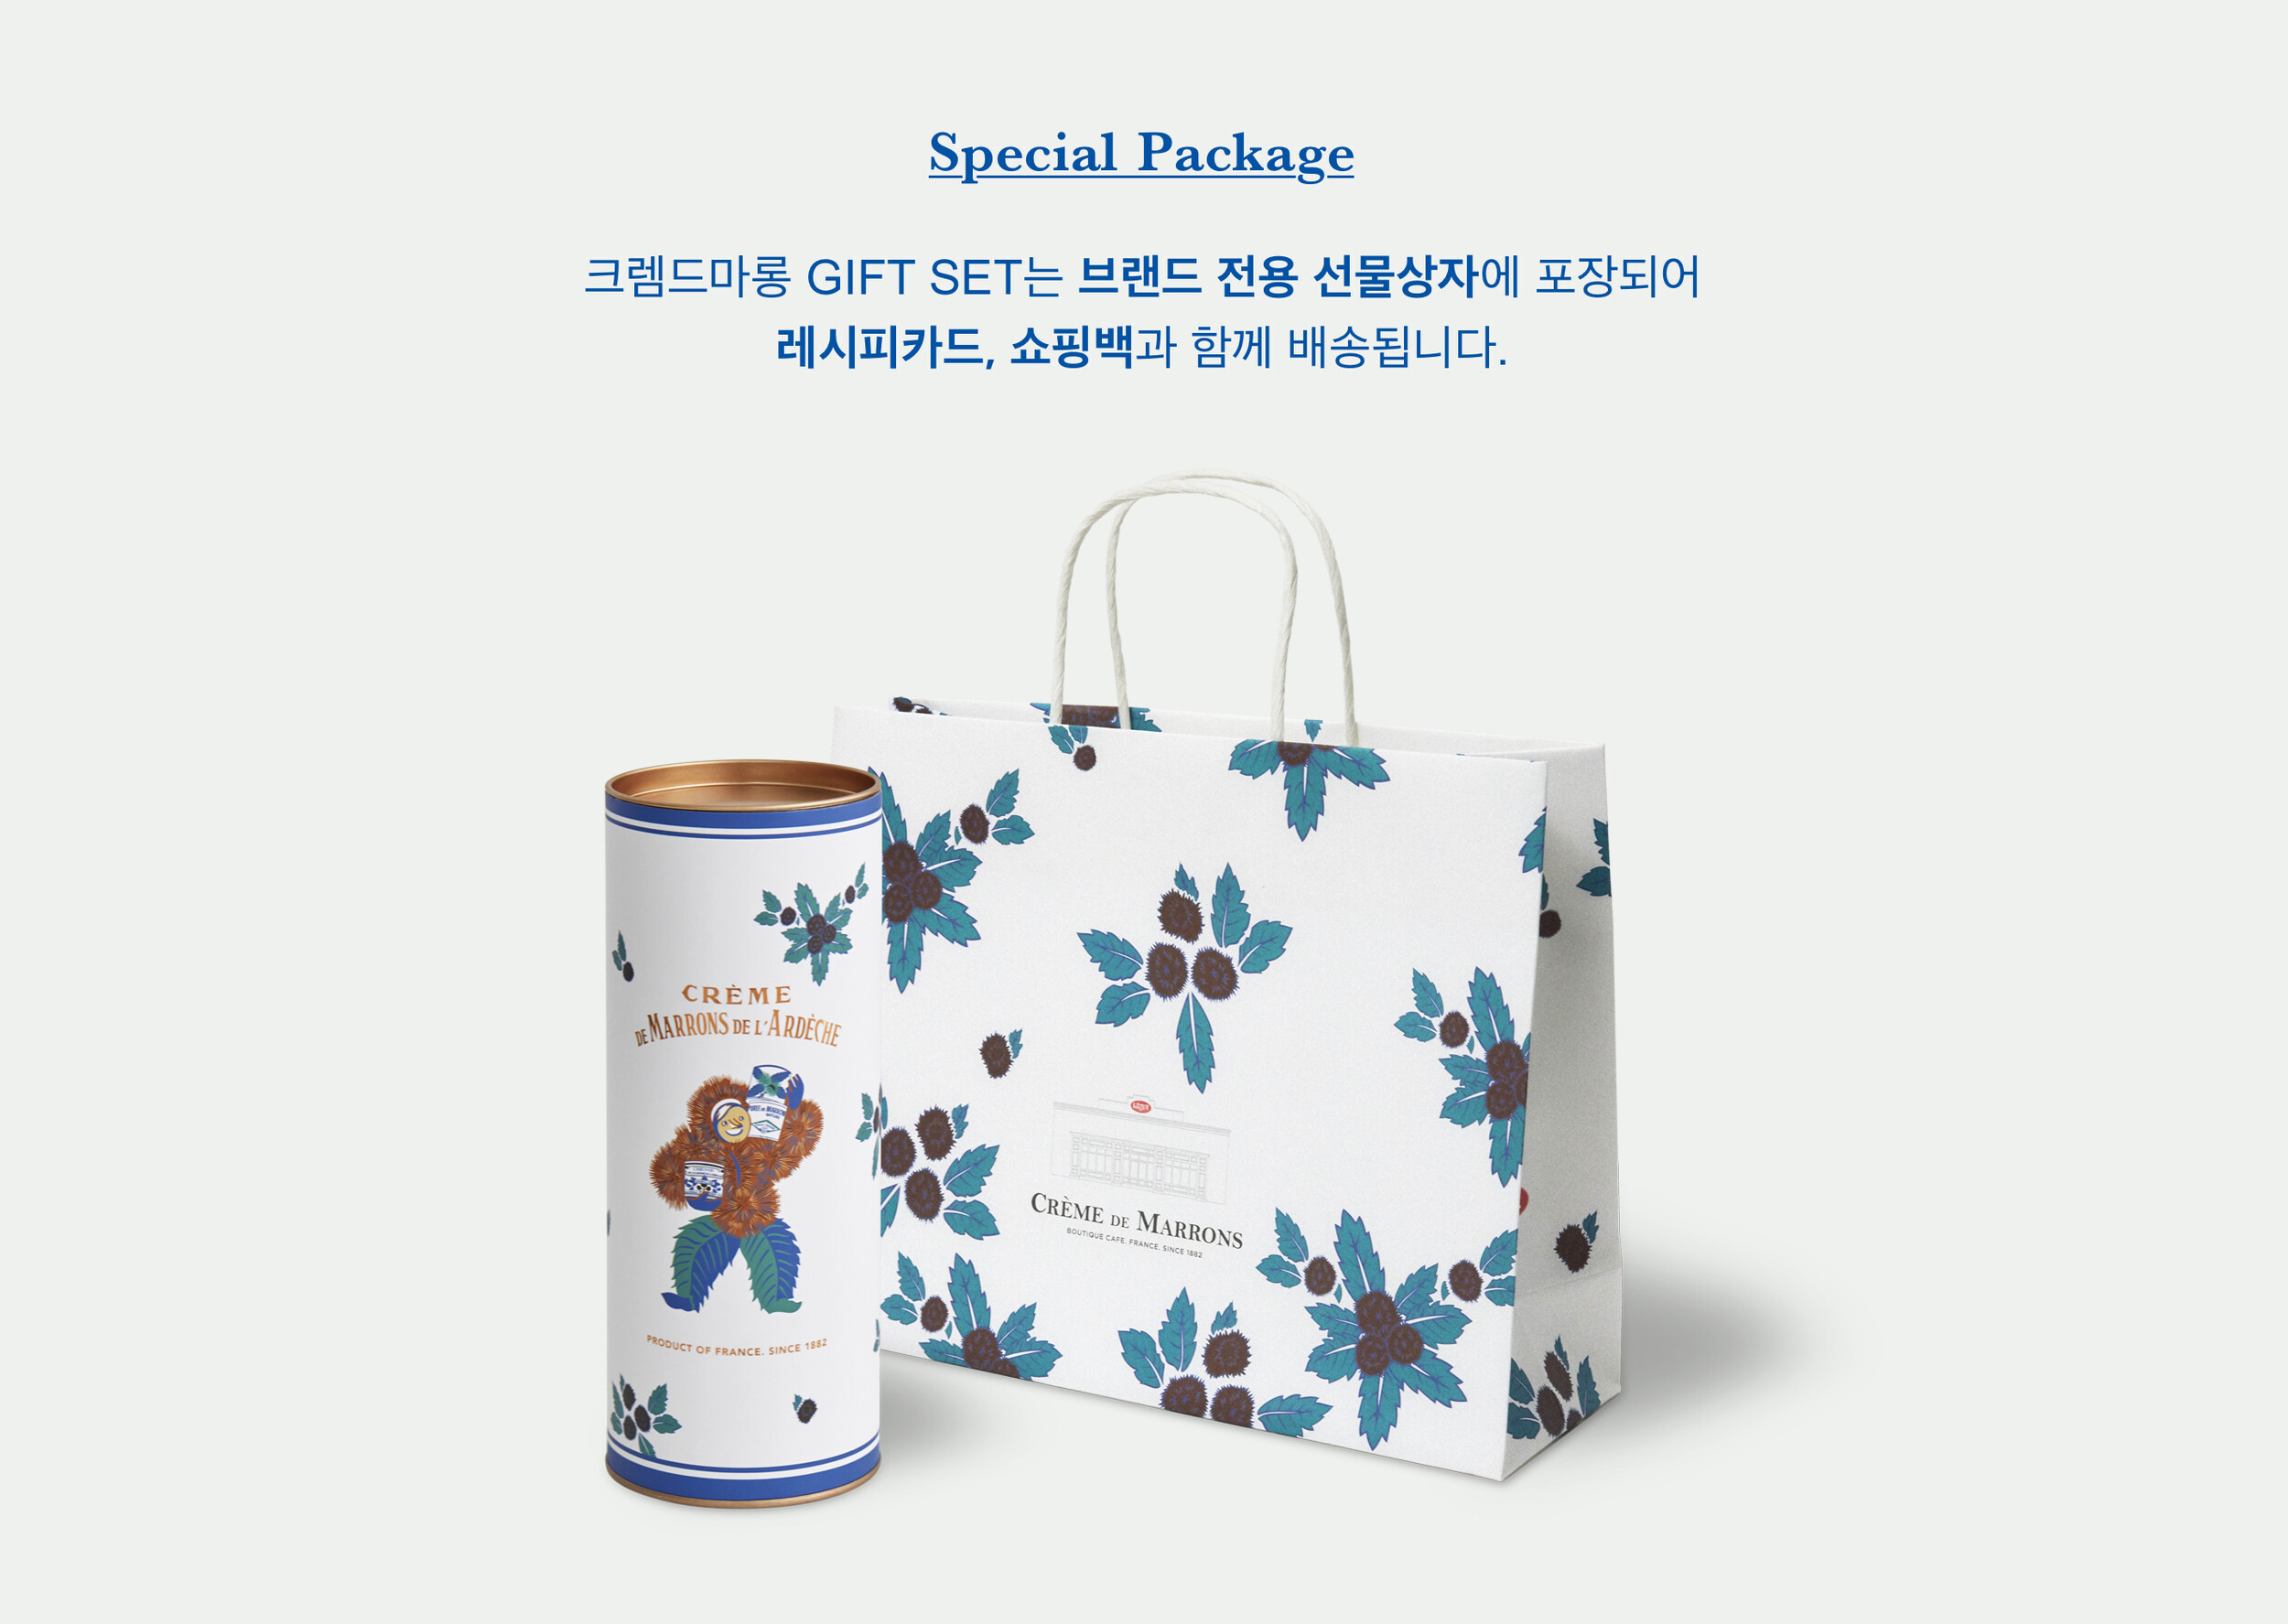 Special Package
크렘드마롱 GIFT SET는 브랜드 전용 선물상자에 포장되어
레시피카드, 쇼핑백과 함께 배송됩니다.
CRÈME
DE MARRONS DE L'ARDÈCHE
PRODUCT OF FRANCE. SINCE 1882
CRÈME DE MARRONS
BOUTIQUE CAFE. FRANCE. SINCE 1882